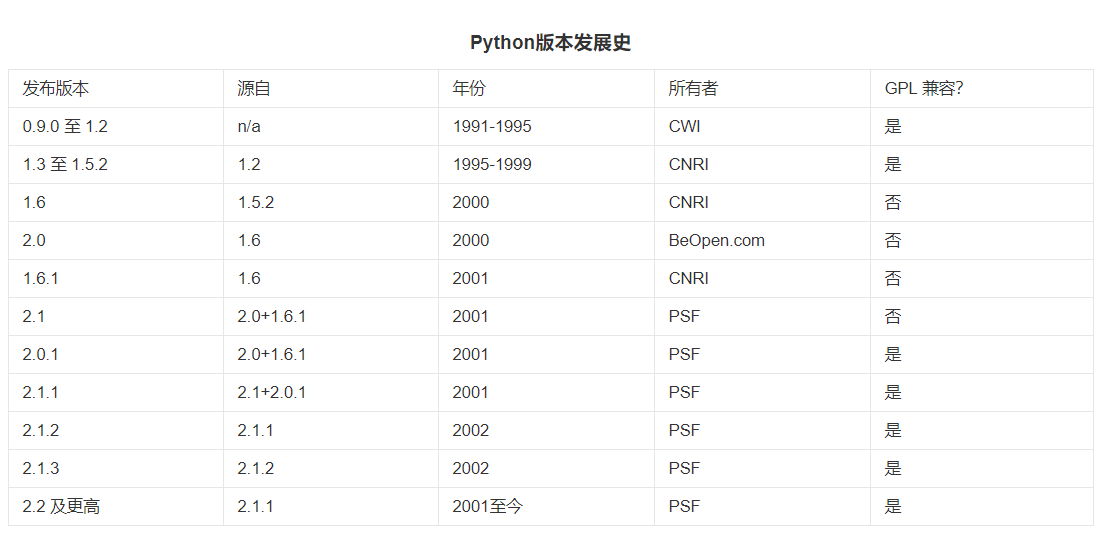 Python版本发展史
发布版本 源自 年份 所有者 GPL 兼容？
0.9.0 至 1.2 n/a 1991-1995 CWI 是
1.3 至 1.5.2 1.2 1995-1999 CNRI 是
1.6 1.5.2 2000 CNRI 否
2.0 1.6 2000 BeOpen.com 否
1.6.1 1.6 2001 CNRI 否
2.1 2.0+1.6.1 2001 PSF 否
2.0.1 2.0+1.6.1 2001 PSF 是
2.1.1 2.1+2.0.1 2001 PSF 是
2.1.2 2.1.1 2002 PSF 是
2.1.3 2.1.2 2002 PSF 是
2.2 及更高 2.1.1 2001至今 PSF 是